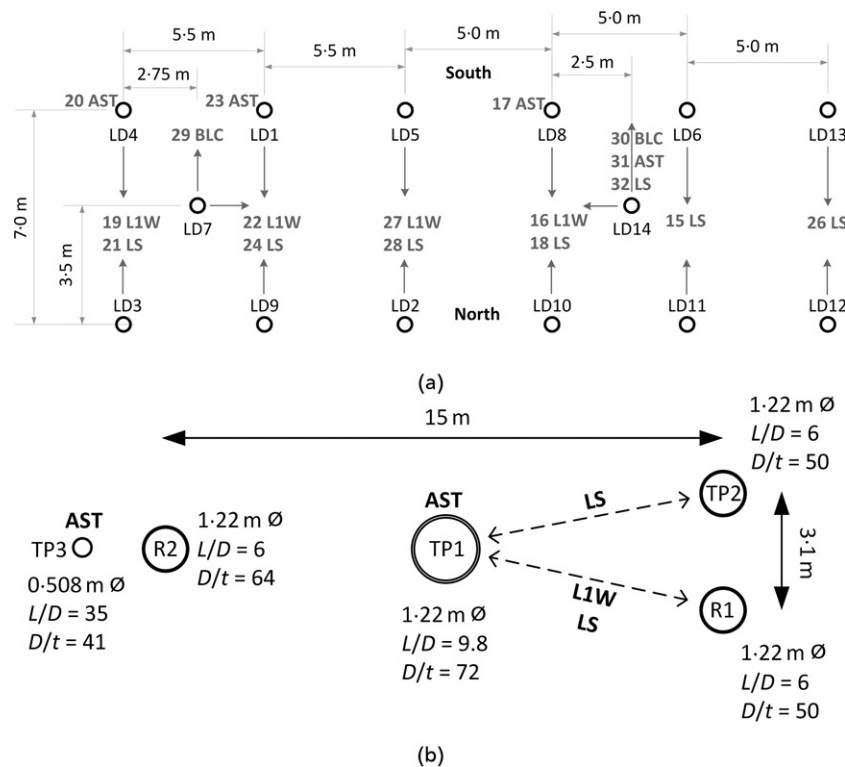 5·5 m
5·0 m
5·5 m
5·0 m
5·0 m
2·75 m
South
2·5 m
20 AST
23 AST
17 AST
LD4
29 BLC
LD1
LD5
LD8
30 BLC
LD6
LD13
31 AST
32 LS
7·0 m
3·5 m
19 L1W
22 L1W
27 L1W
16 L1W
15 LS
26 LS
21 LS
LD7
24 LS
28 LS
18 LS
LD14
LD3
LD9
LD2
North
LD10
LD11
LD12
(a)
15 m
1·22 m Ø
L/D = 6
D/t = 50
AST
TP3
R2
1·22 m Ø
L/D = 6
D/t = 64
AST
TP1
LS
TP2
3·1 m
0·508 m Ø
L/D = 35
D/t = 41
L1W
LS
R1
1·22 m Ø
L/D = 9.8
D/t = 72
1·22 m Ø
L/D = 6
D/t = 50
(b)